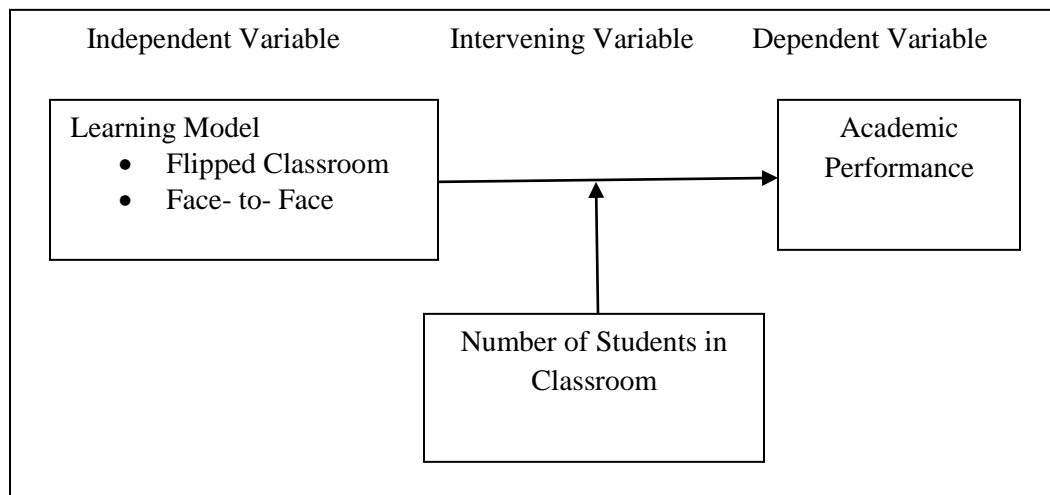 Independent Variable
Intervening Variable
Dependent Variable
Learning Model
• Flipped Classroom
• Face- to- Face
Academic
Performance
Number of Students in
Classroom